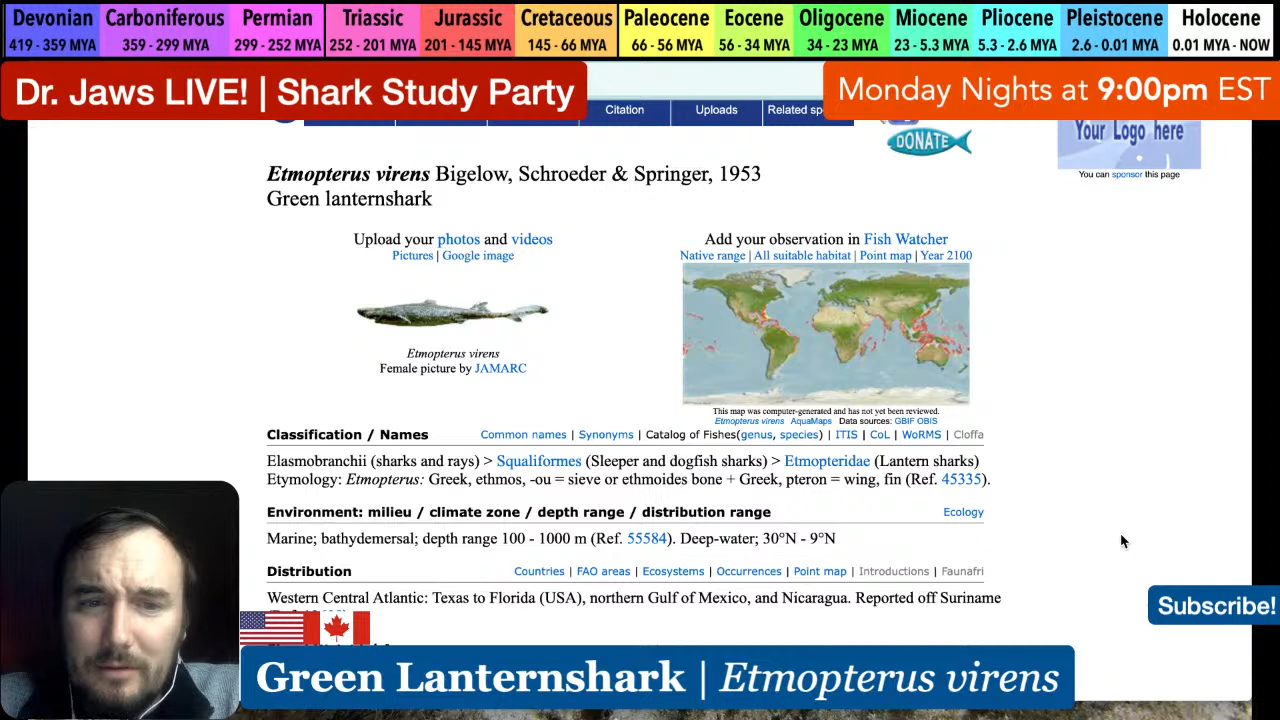 Devonian Carboniferous Permian Triassic Jurassic Cretaceous Paleocene Eocene Oligocene Miocene Pliocene Pleistocene Holocene
419 - 359 MYA 359 - 299 MYA 299 - 252 MYA 252 - 201 MYA 201 - 145 MYA 145 - 66 MYA 66 - 56 MYA 56 - 34 MYA 34 - 23 MYA 23 - 5.3 MYA 5.3 - 2.6 MYA 2.6 - 0.01 MYA 0.01 MYA - NOW
Dr. Jaws LIVE! | Shark Study Party
Monday Nights at 9:00pm EST
Citation Uploads Related sp
DONATE
Your Logo here
You can sponsor this page
Etmopterus virens Bigelow, Schroeder & Springer, 1953
Green lanternshark
Upload your photos and videos
Pictures | Google image
Etmopterus virens
Female picture by JAMARC
Add your observation in Fish Watcher
Native range | All suitable habitat | Point map | Year 2100
This map was computer-generated and has not yet been reviewed.
Etmopterus virens AquaMaps Data sources: GBIF OBIS
Classification / Names Common names | Synonyms | Catalog of Fishes(genus, species) | ITIS | CoL | WoRMS | Cloffa
Elasmobranchii (sharks and rays) > Squaliformes (Sleeper and dogfish sharks) > Etmopteridae (Lantern sharks)
Etymology: Etmopterus: Greek, ethmos, -ou = sieve or ethmoides bone + Greek, pteron = wing, fin (Ref. 45335).
Environment: milieu / climate zone / depth range / distribution range Ecology
Marine; bathydemersal; depth range 100 - 1000 m (Ref. 55584). Deep-water; 30°N - 9°N
Distribution Countries | FAO areas | Ecosystems | Occurrences | Point map | Introductions | Faunafri
Western Central Atlantic: Texas to Florida (USA), northern Gulf of Mexico, and Nicaragua. Reported off Suriname
Subscribe!
Green Lanternshark | Etmopterus virens